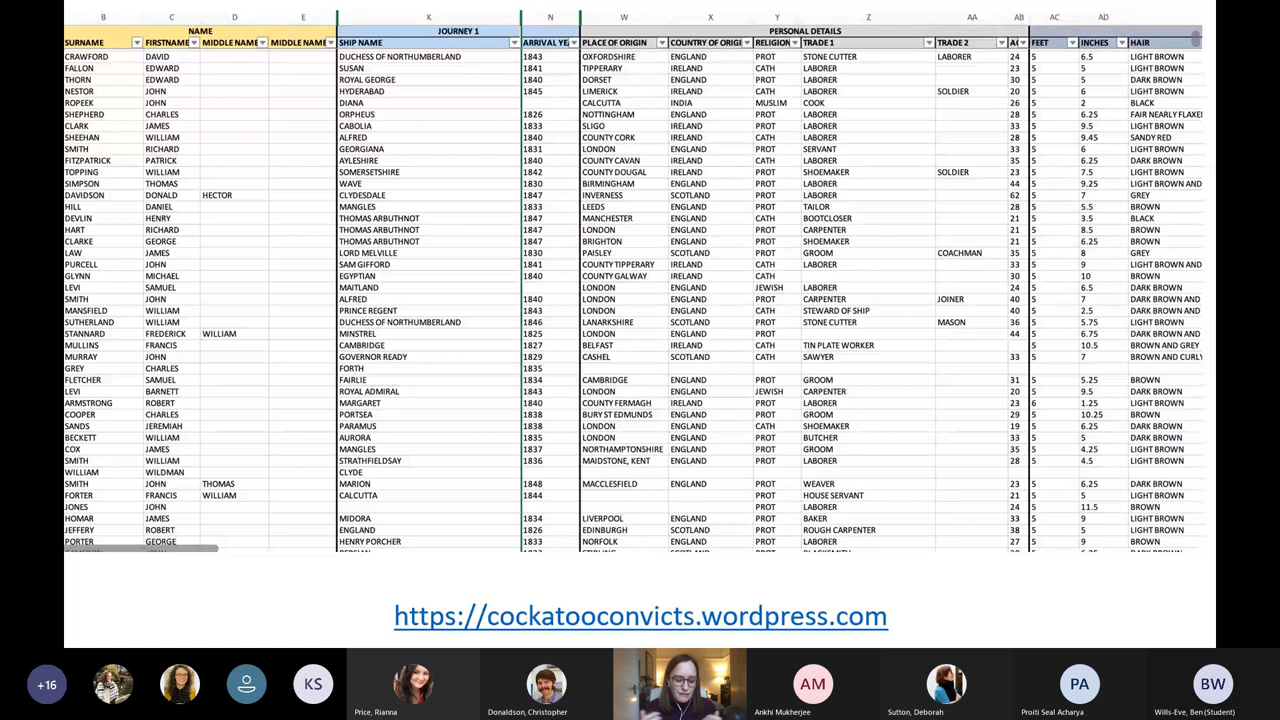 B C D E K N W X Y Z AA AB AC AD
NAME JOURNEY 1 PERSONAL DETAILS
SURNAME FIRSTNAME MIDDLE NAME MIDDLE NAME SHIP NAME ARRIVAL YE PLACE OF ORIGIN COUNTRY OF ORIGI RELIGION TRADE 1 TRADE 2 FEET INCHES HAIR
CRAWFORD DAVID DUCHESS OF NORTHUMBERLAND 1843 OXFORDSHIRE ENGLAND PROT STONE CUTTER LABORER 24 5 6.5 LIGHT BROWN
FALLON EDWARD SUSAN 1841 TIPPERARY IRELAND CATH LABORER 23 5 5 LIGHT BROWN
THORN EDWARD ROYAL GEORGE 1840 DORSET ENGLAND PROT LABORER 30 5 5 DARK BROWN
NESTOR JOHN HYDERABAD 1845 LIMERICK IRELAND CATH LABORER SOLDIER 20 5 6 LIGHT BROWN
ROPEEK JOHN DIANA CALCUTTA INDIA MUSLIM COOK 26 5 2 BLACK
SHEPHERD CHARLES ORPHEUS 1826 NOTTINGHAM ENGLAND PROT LABORER 28 5 6.25 FAIR NEARLY FLAXE
CLARK JAMES CABOLIA 1833 SLIGO IRELAND PROT LABORER 33 5 9.5 LIGHT BROWN
SHEEHAN WILLIAM ALFRED 1840 COUNTY CORK IRELAND CATH LABORER 28 5 9.45 SANDY RED
SMITH RICHARD GEORGIANA 1831 LONDON ENGLAND PROT SERVANT 33 5 6 LIGHT BROWN
FITZPATRICK PATRICK AYLESHIRE 1840 COUNTY CAVAN IRELAND CATH LABORER 35 5 6.25 DARK BROWN
TOPPING WILLIAM SOMERSETSHIRE 1842 COUNTY DOUGAL IRELAND PROT SHOEMAKER SOLDIER 23 5 7.5 LIGHT BROWN
SIMPSON THOMAS WAVE 1830 BIRMINGHAM ENGLAND PROT LABORER 44 5 9.25 LIGHT BROWN AND
DAVIDSON DONALD HECTOR CLYDESDALE 1847 INVERNESS SCOTLAND PROT LABORER 62 5 7 GREY
HILL DANIEL MANGLES 1833 LEEDS ENGLAND PROT TAILOR 28 5 5.5 BROWN
DEVLIN HENRY THOMAS ARBUTHNOT 1847 MANCHESTER ENGLAND CATH BOOTCLOSER 21 5 3.5 BLACK
HART RICHARD THOMAS ARBUTHNOT 1847 LONDON ENGLAND PROT CARPENTER 21 5 8.5 BROWN
CLARKE GEORGE THOMAS ARBUTHNOT 1847 BRIGHTON ENGLAND PROT SHOEMAKER 21 5 6.25 BROWN
LAW JAMES LORD MELVILLE 1830 PAISLEY SCOTLAND PROT GROOM COACHMAN 35 5 8 GREY
PURCELL JOHN SAM GIFFORD 1841 COUNTY TIPPERARY IRELAND CATH LABORER 33 5 9 LIGHT BROWN AND
GLYNN MICHAEL EGYPTIAN 1840 COUNTY GALWAY IRELAND CATH 30 5 10 BROWN
LEVI SAMUEL MAITLAND LONDON ENGLAND JEWISH LABORER 24 5 6.5 DARK BROWN
SMITH JOHN ALFRED 1840 LONDON ENGLAND PROT CARPENTER JOINER 40 5 7 DARK BROWN AND
MANSFIELD WILLIAM PRINCE REGENT 1843 LONDON ENGLAND CATH STEWARD OF SHIP 40 5 2.5 DARK BROWN AND
SUTHERLAND WILLIAM DUCHESS OF NORTHUMBERLAND 1846 LANARKSHIRE SCOTLAND PROT STONE CUTTER MASON 36 5 5.75 LIGHT BROWN
STANNARD FREDERICK WILLIAM MINSTREL 1825 LONDON ENGLAND PROT 44 5 6.75 DARK BROWN AND
MULLINS FRANCIS CAMBRIDGE 1827 BELFAST IRELAND CATH TIN PLATE WORKER 5 10.5 BROWN AND GREY
MURRAY JOHN GOVERNOR READY 1829 CASHEL SCOTLAND CATH SAWYER 33 5 7 BROWN AND CURLY
GREY CHARLES FORTH 1835
FLETCHER SAMUEL FAIRLIE 1834 CAMBRIDGE ENGLAND PROT GROOM 31 5 5.25 BROWN
LEVI BARNETT ROYAL ADMIRAL 1843 LONDON ENGLAND JEWISH CARPENTER 20 5 9.5 DARK BROWN
ARMSTRONG ROBERT MARGARET 1840 COUNTY FERMAGH IRELAND PROT LABORER 23 6 1.25 LIGHT BROWN
COOPER CHARLES PORTSEA 1838 BURY ST EDMUNDS ENGLAND PROT GROOM 29 5 10.25 BROWN
SANDS JEREMIAH PARAMUS 1838 LONDON ENGLAND CATH SHOEMAKER 19 5 6.25 DARK BROWN
BECKETT WILLIAM AURORA 1835 LONDON ENGLAND PROT BUTCHER 33 5 5 DARK BROWN
COX JAMES MANGLES 1837 NORTHAMPTONSHIRE ENGLAND PROT GROOM 35 5 4.25 LIGHT BROWN
SMITH WILLIAM STRATHFIELDSAY 1836 MAIDSTONE, KENT ENGLAND PROT LABORER 28 5 4.5 LIGHT BROWN
WILLIAM WILDMAN CLYDE
SMITH JOHN THOMAS MARION 1848 MACCLESFIELD ENGLAND PROT WEAVER 23 5 6.25 DARK BROWN
FORTER FRANCIS WILLIAM CALCUTTA 1844 PROT HOUSE SERVANT 21 5 5 LIGHT BROWN
JONES JOHN PROT LABORER 24 5 11.5 BROWN
HOMAR JAMES MIDORA 1834 LIVERPOOL ENGLAND PROT BAKER 33 5 9 LIGHT BROWN
JEFFERY ROBERT ENGLAND 1826 EDINBURGH SCOTLAND PROT ROUGH CARPENTER 38 5 5 LIGHT BROWN
PORTER GEORGE HENRY PORCHER 1833 NORFOLK ENGLAND PROT LABORER 27 5 9 BROWN
https://cockatooconvicts.wordpress.com
+16 KS AM PA BW
Price, Rianna Donaldson, Christopher Ankhi Mukherjee Sutton, Deborah Proiti Seal Acharya Wills-Eve, Ben(Student)